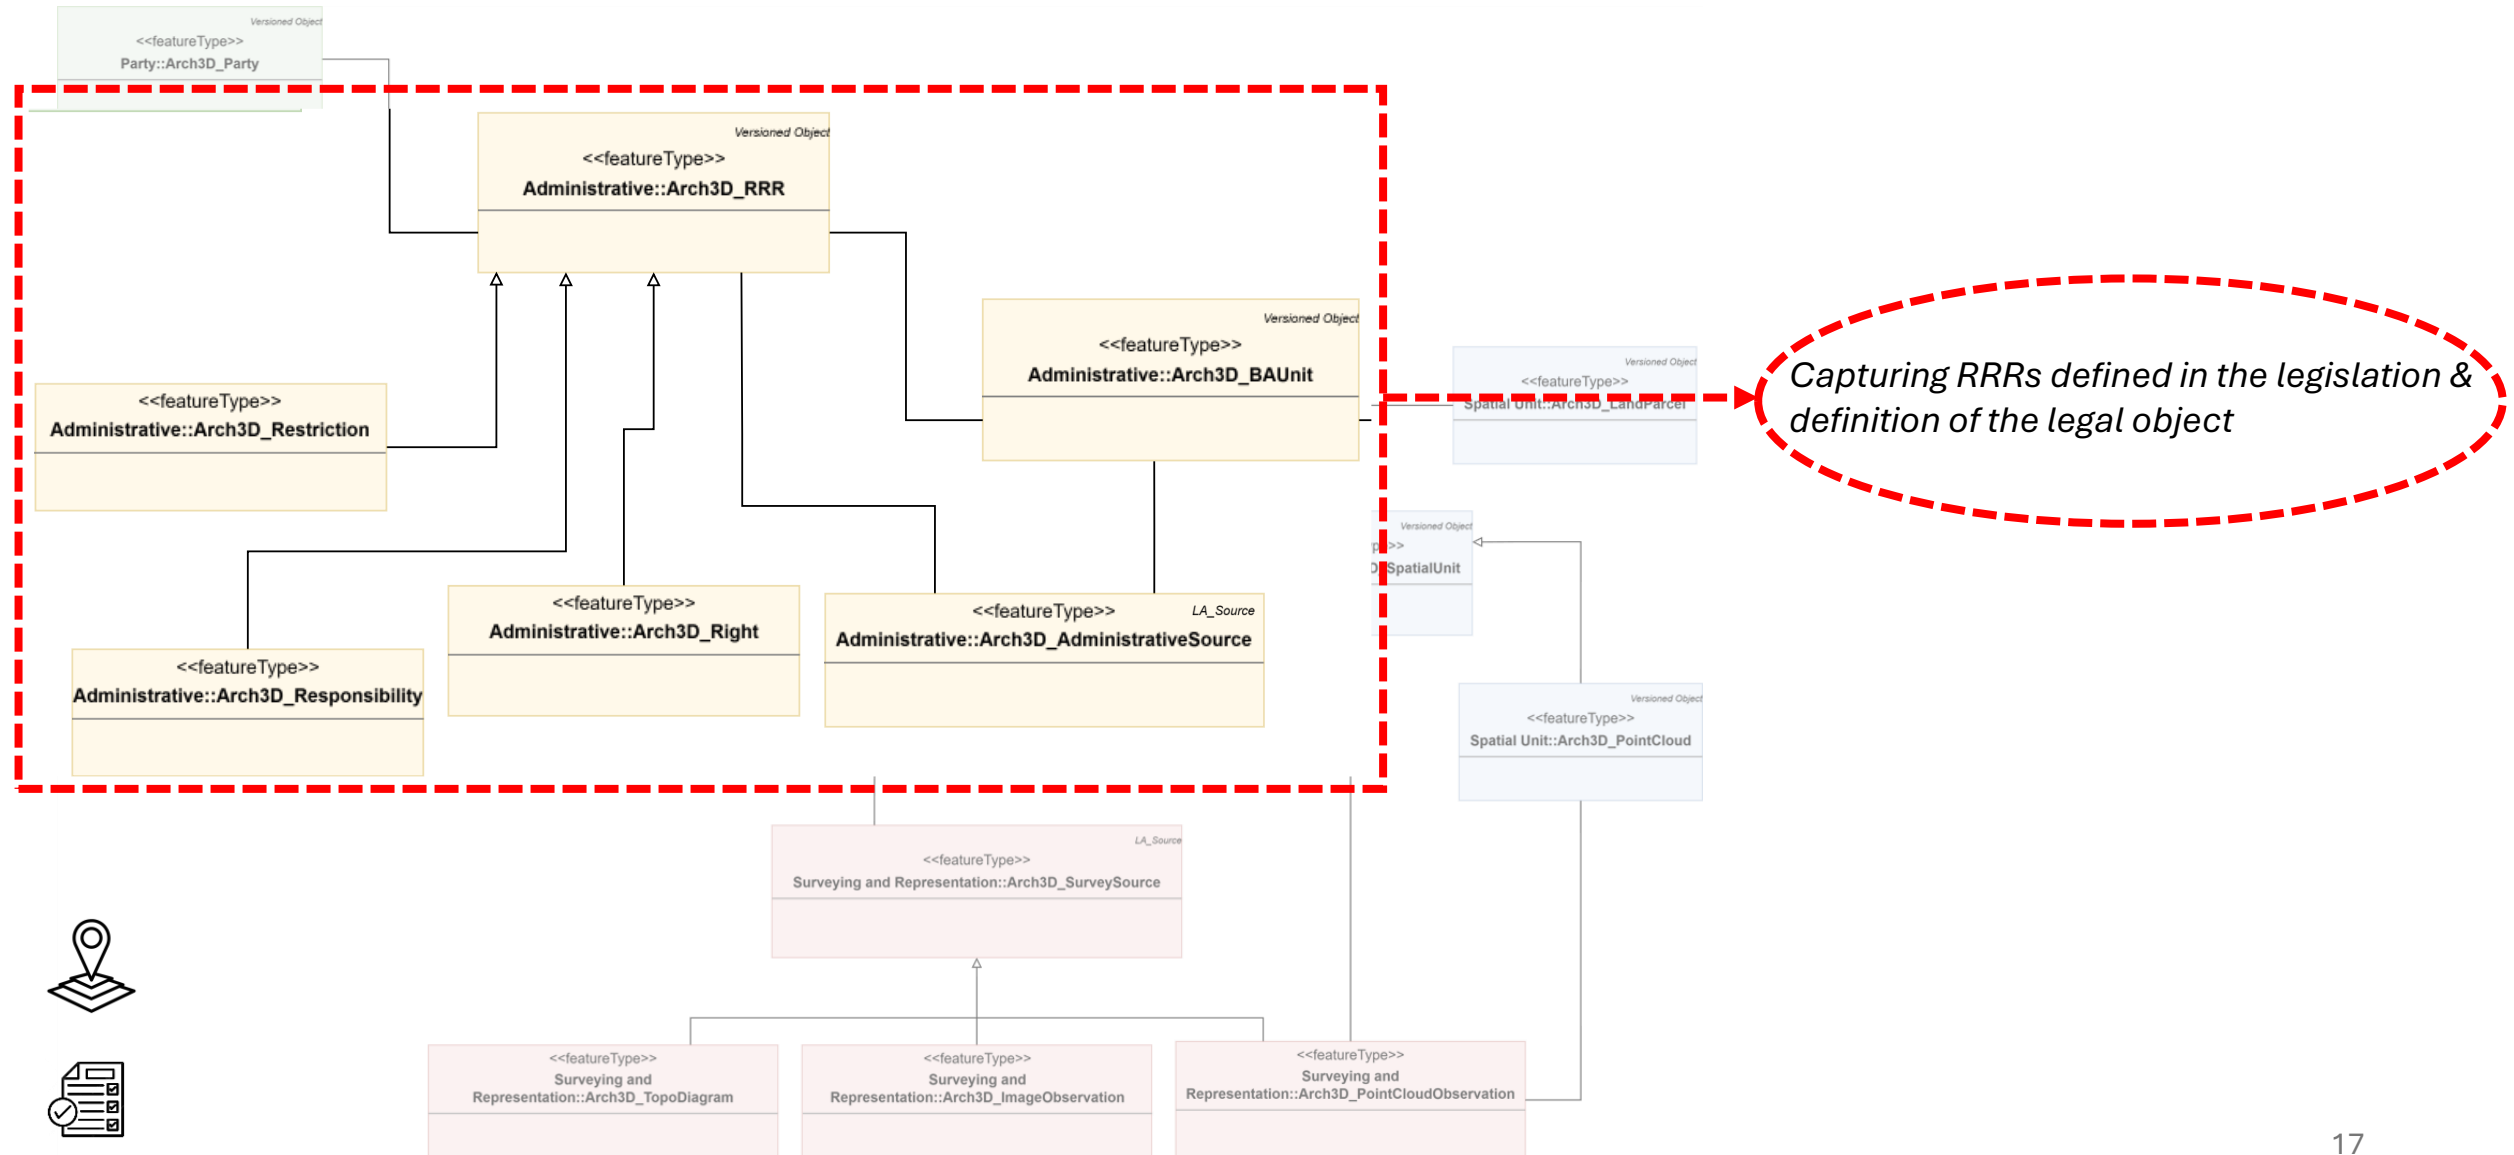 Versioned Object
<<featureType>>
Party::Arch3D_Party
Versioned Object
<<featureType>>
Administrative::Arch3D_RRR
Versioned Object
<<featureType>>
Administrative::Arch3D_BAUnit
Versioned Object
<<featureType>>
Spatial Unit::Arch3D_LandParcel
Capturing RRRs defined in the legislation &
definition of the legal object
<<featureType>>
Administrative::Arch3D_Restriction
Versioned Object
SpatialUnit
<<featureType>>
Administrative::Arch3D_Responsibility
<<featureType>>
Administrative::Arch3D_Right
LA_Source
<<featureType>>
Administrative::Arch3D_AdministrativeSource
Versioned Object
<<featureType>>
Spatial Unit::Arch3D_PointCloud
LA_Source
<<featureType>>
Surveying and Representation::Arch3D_SurveySource
<<featureType>>
Surveying and
Representation::Arch3D_TopoDiagram
<<featureType>>
Surveying and
Representation::Arch3D_ImageObservation
<<featureType>>
Surveying and
Representation::Arch3D_PointCloudObservation
17